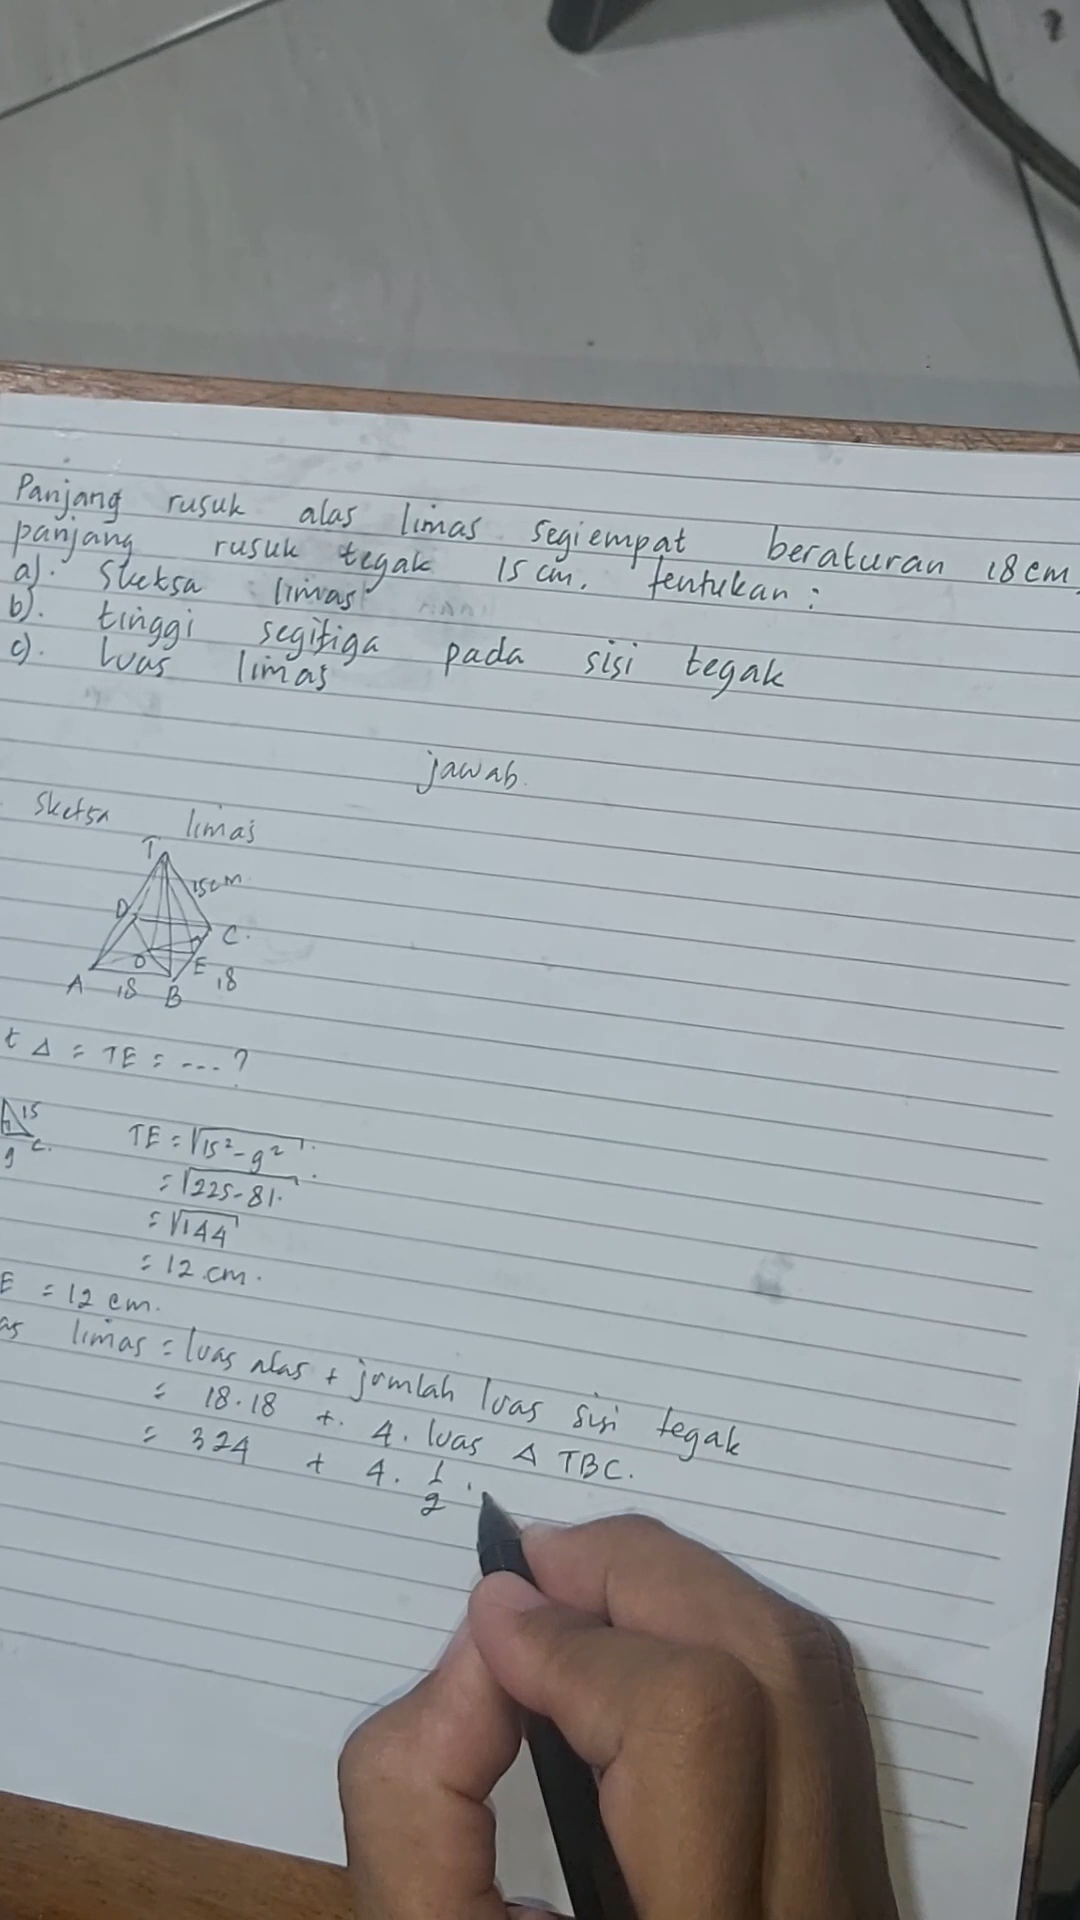 Panjang rusuk alas limas segiempat beraturan 18 cm,
panjang rusuk tegak 15 cm. tentukan :
a). Sketsa limas
b). tinggi segitiga pada sisi tegak
c). luas limas
jawab.
Sketsa limas
T
15cm
D
C.
O
E
18
A
18
B
t Δ = TE = ... ?
15
9
C.
TE = √15² - 9²
= √225 - 81
= √144
= 12 cm.
E = 12 cm.
as limas = luas alas + jumlah luas sisi tegak
= 18 . 18 + 4 . luas Δ TBC.
= 324 + 4 . 1/2 .